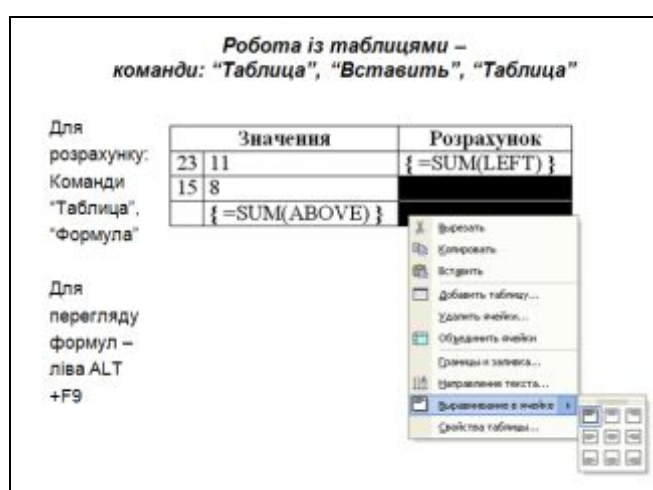 Робота із таблицями –
команди: “Таблица”, “Вставить”, “Таблица”
Для
розрахунку:
Команди
“Таблица”,
“Формула”
Для
перегляду
формул –
ліва ALT
+F9
Значення Розрахунок
23 11 { =SUM(LEFT) }
15 8
{ =SUM(ABOVE) }
Вырезать
Копировать
Вставить
Добавить таблицу...
Удалить ячейки...
Объединить ячейки
Границы и заливка...
Направление текста...
Выравнивание в ячейке
Свойства таблицы...